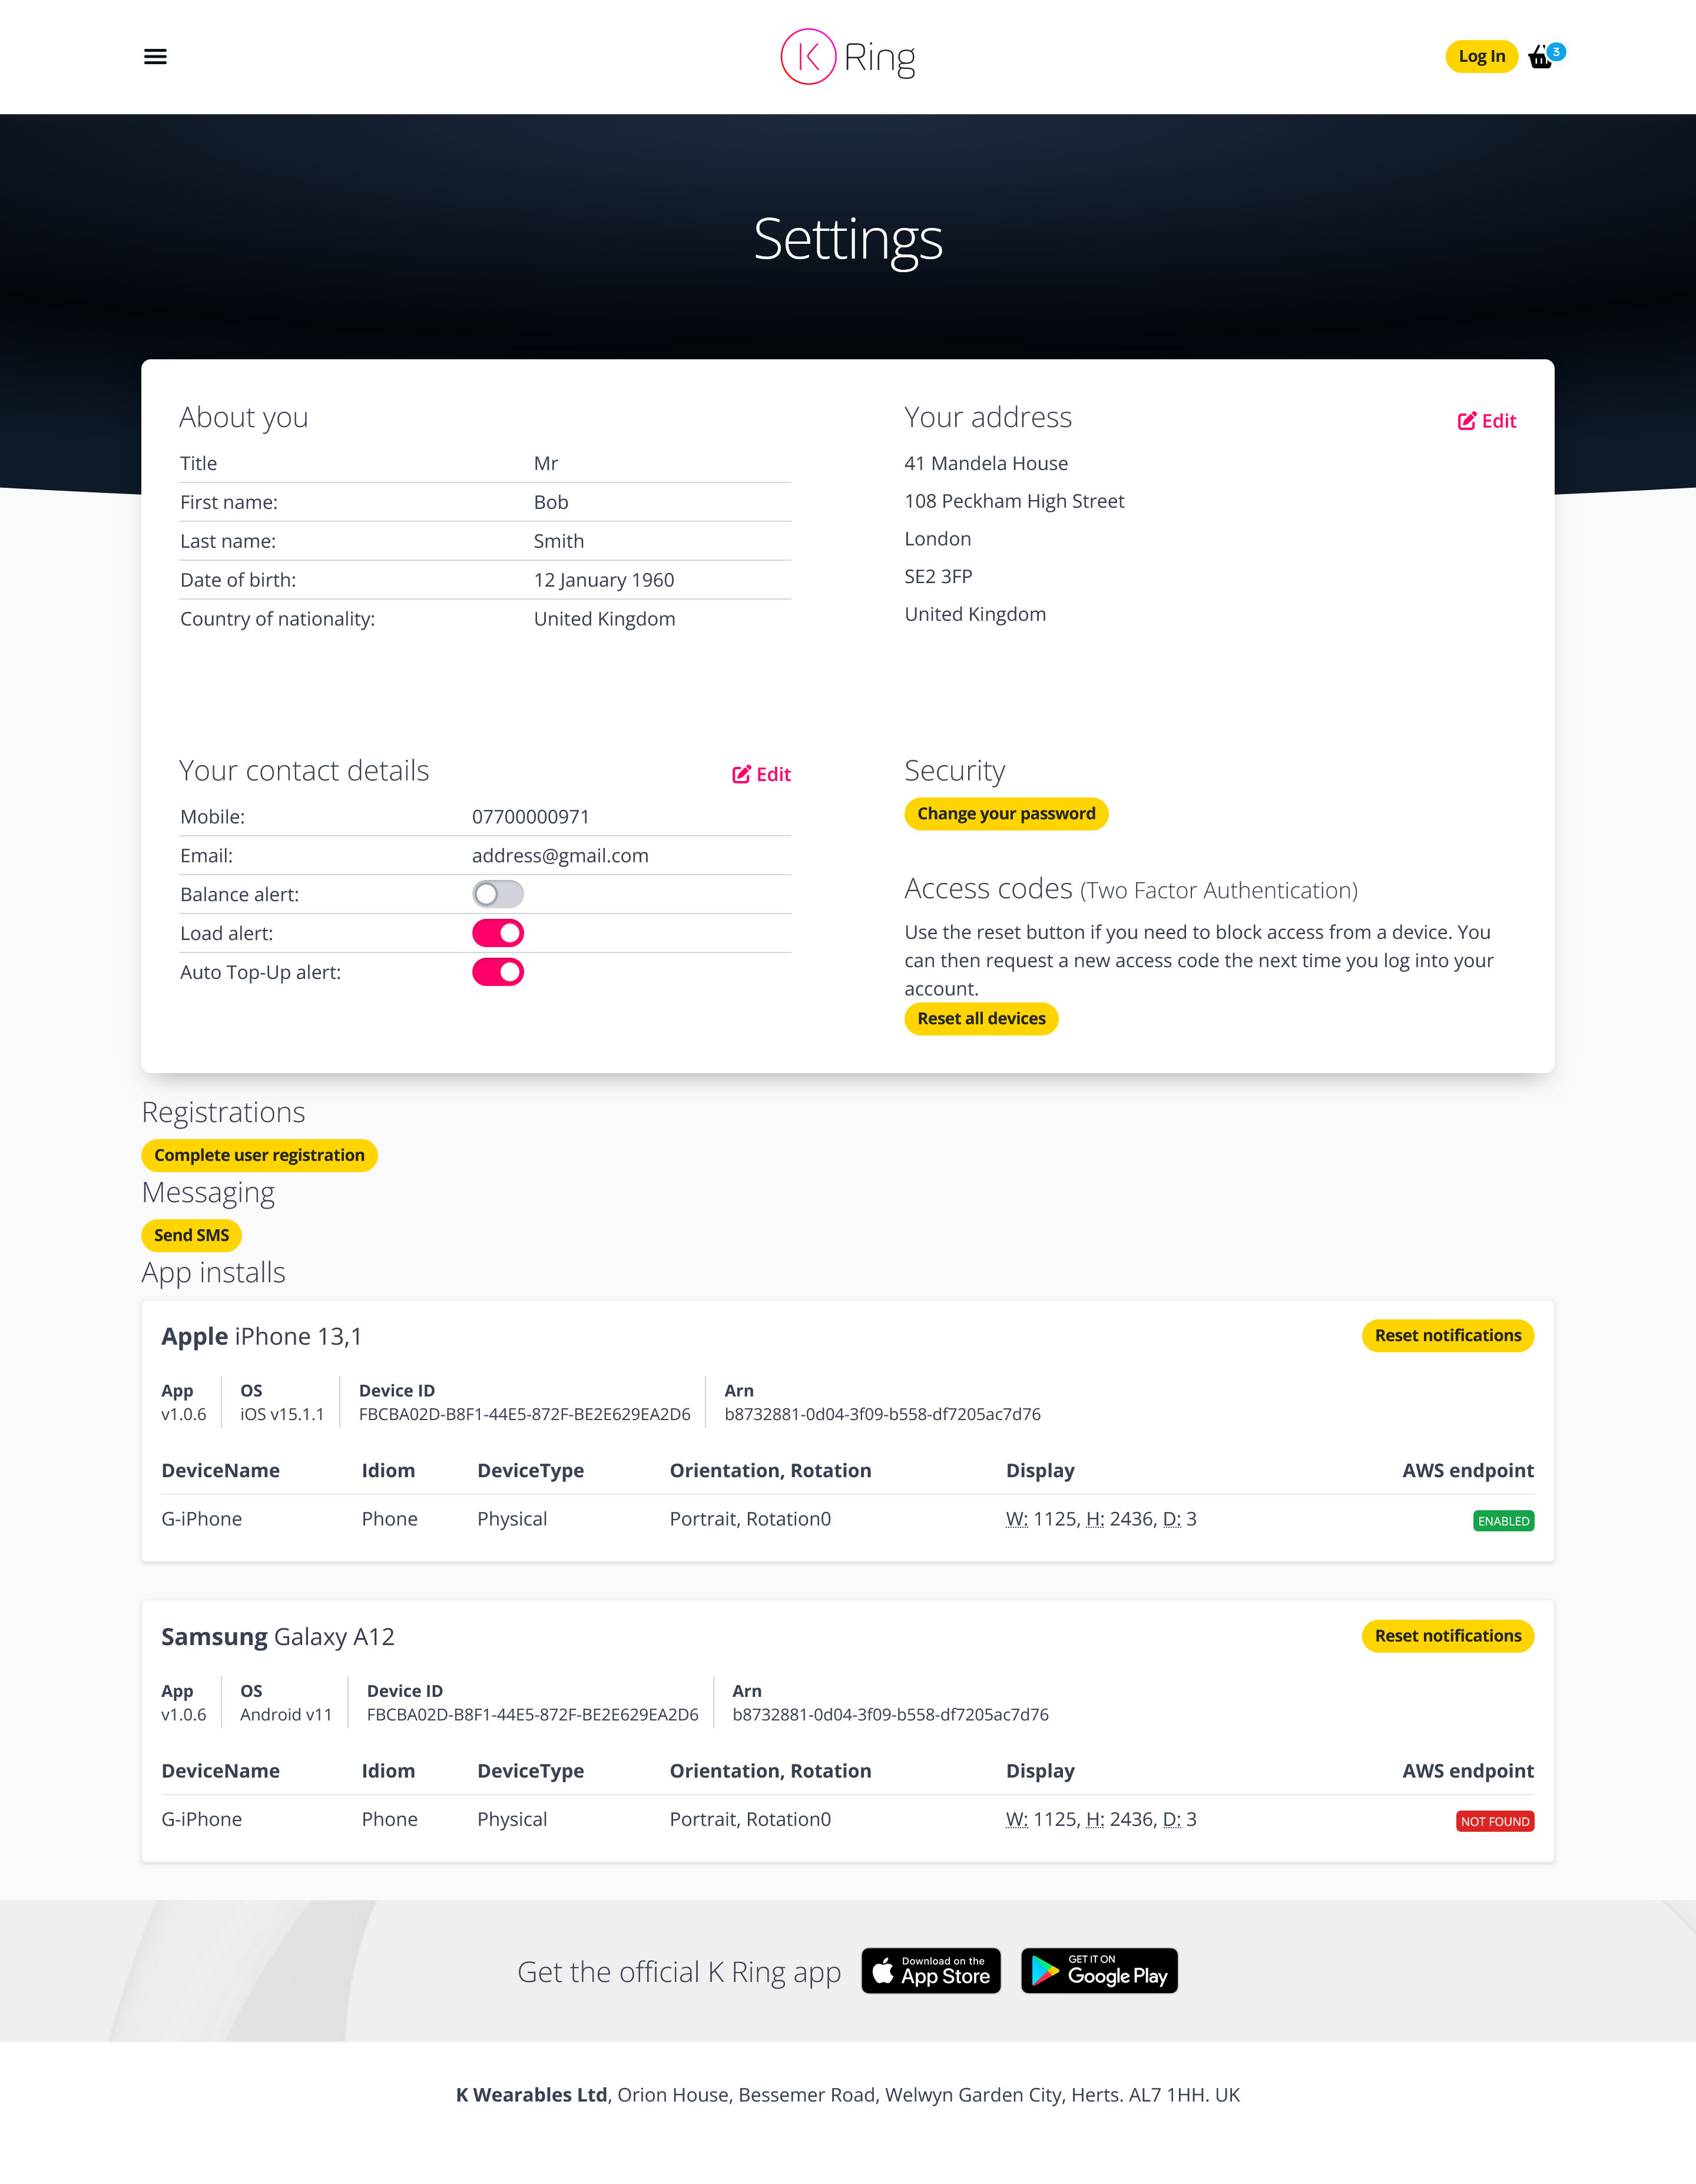 K Ring
Log In
3
Settings
About you
Title Mr
First name: Bob
Last name: Smith
Date of birth: 12 January 1960
Country of nationality: United Kingdom
Your address Edit
41 Mandela House
108 Peckham High Street
London
SE2 3FP
United Kingdom
Your contact details Edit
Mobile: 07700000971
Email: address@gmail.com
Balance alert:
Load alert:
Auto Top-Up alert:
Security
Change your password
Access codes (Two Factor Authentication)
Use the reset button if you need to block access from a device. You
can then request a new access code the next time you log into your
account.
Reset all devices
Registrations
Complete user registration
Messaging
Send SMS
App installs
Apple iPhone 13,1 Reset notifications
App OS Device ID Arn
v1.0.6 iOS v15.1.1 FBCBA02D-B8F1-44E5-872F-BE2E629EA2D6 b8732881-0d04-3f09-b558-df7205ac7d76
DeviceName Idiom DeviceType Orientation, Rotation Display AWS endpoint
G-iPhone Phone Physical Portrait, Rotation0 W: 1125, H: 2436, D: 3 ENABLED
Samsung Galaxy A12 Reset notifications
App OS Device ID Arn
v1.0.6 Android v11 FBCBA02D-B8F1-44E5-872F-BE2E629EA2D6 b8732881-0d04-3f09-b558-df7205ac7d76
DeviceName Idiom DeviceType Orientation, Rotation Display AWS endpoint
G-iPhone Phone Physical Portrait, Rotation0 W: 1125, H: 2436, D: 3 NOT FOUND
Get the official K Ring app
Download on the
App Store
GET IT ON
Google Play
K Wearables Ltd, Orion House, Bessemer Road, Welwyn Garden City, Herts. AL7 1HH. UK